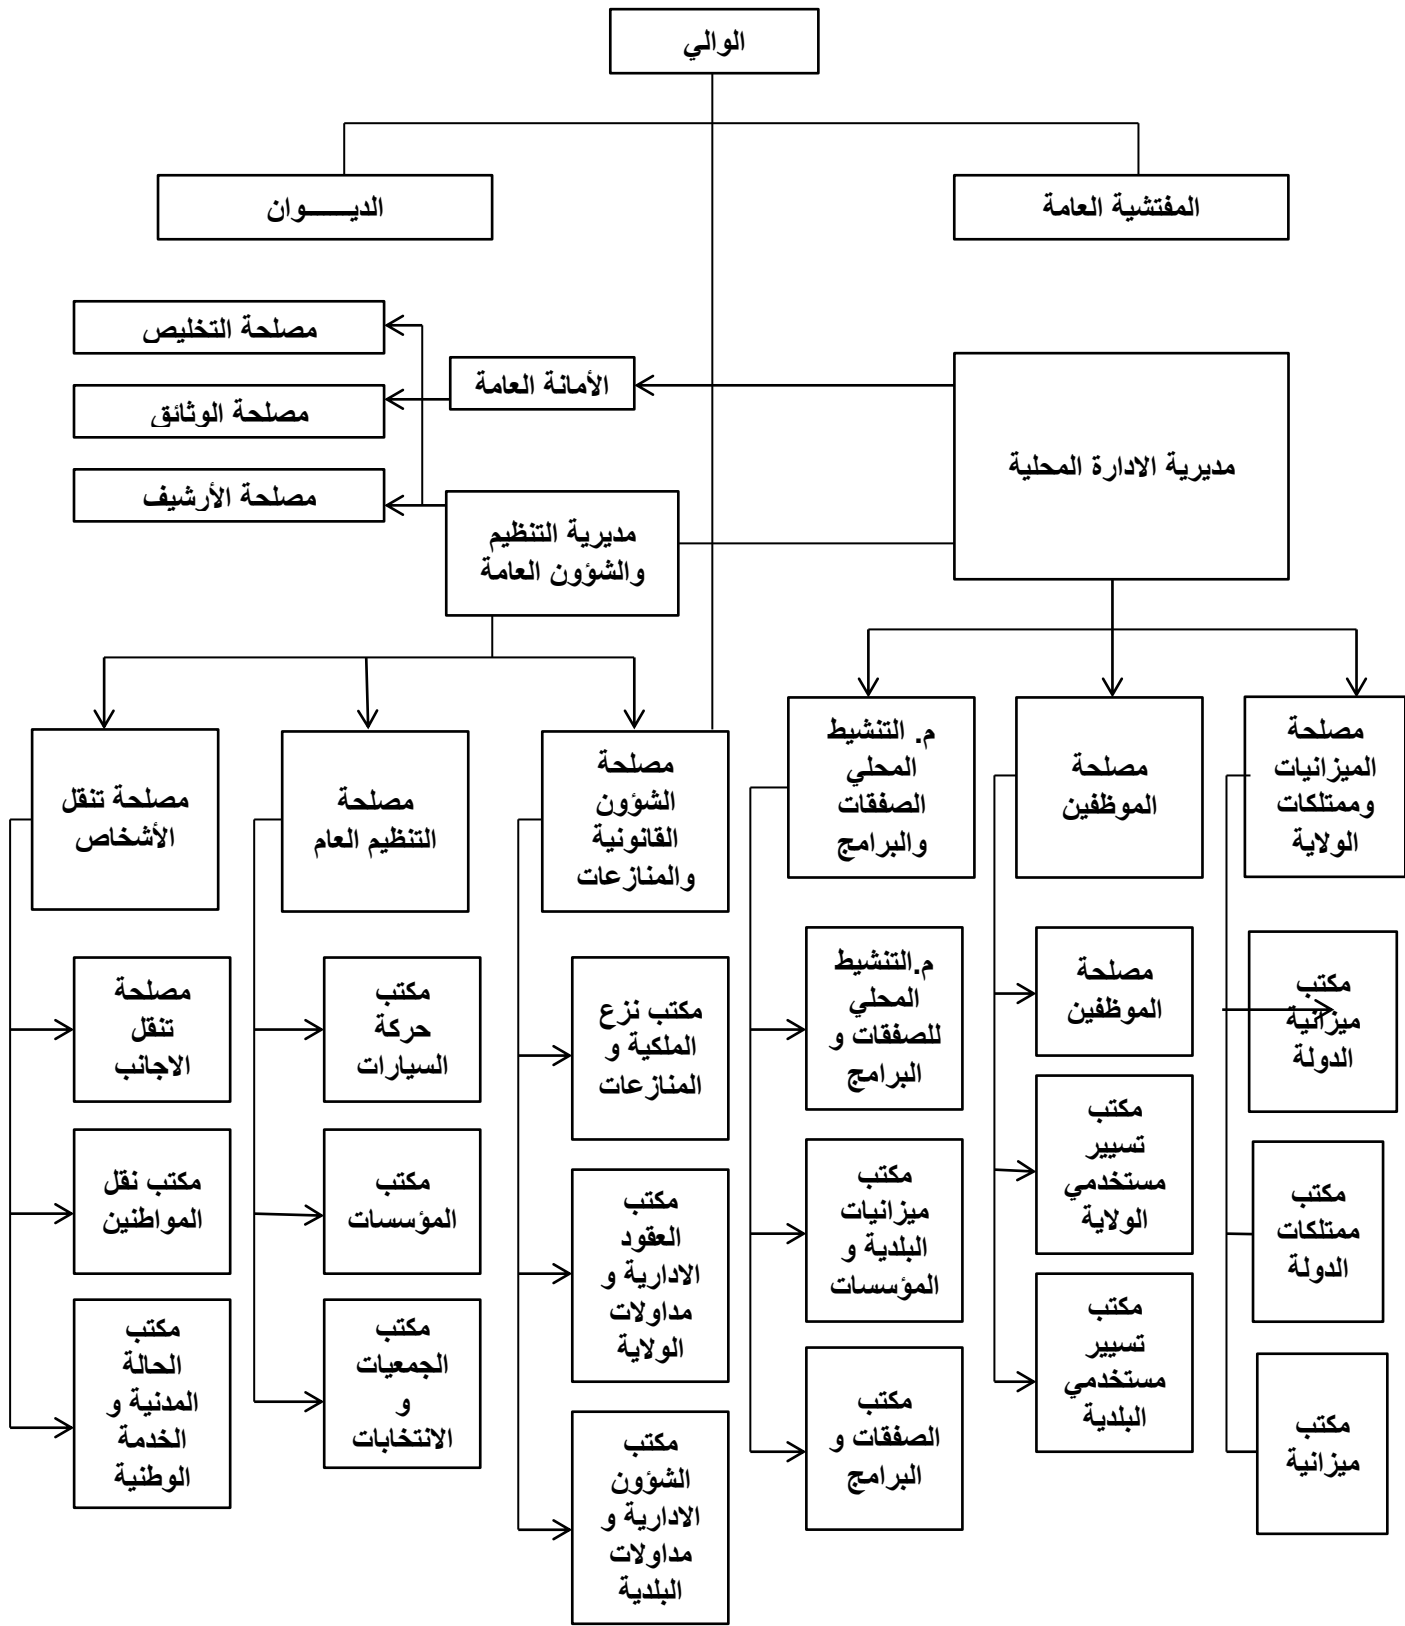 الوالي
المفتشية العامة
الديـــــوان
مصلحة التخليص
الأمانة العامة
مصلحة الوثائق
مصلحة الأرشيف
مديرية الادارة المحلية
مديرية التنظيم
والشؤون العامة
مصلحة
الميزانيات
وممتلكات
الولاية
مصلحة
الموظفين
م. التنشيط
المحلي
الصفقات
والبرامج
مصلحة
الشؤون
القانونية
والمنازعات
مصلحة
التنظيم العام
مصلحة تنقل
الأشخاص
مكتب
ميزانية
الدولة
مصلحة
الموظفين
م.التنشيط
المحلي
للصفقات و
البرامج
مكتب نزع
الملكية و
المنازعات
مكتب
حركة
السيارات
مصلحة
تنقل
الاجانب
مكتب
ممتلكات
الدولة
مكتب
تسيير
مستخدمي
الولاية
مكتب
ميزانيات
البلدية و
المؤسسات
مكتب
العقود
الادارية و
مداولات
الولاية
مكتب
المؤسسات
مكتب نقل
المواطنين
مكتب
ميزانية
مكتب
تسيير
مستخدمي
البلدية
مكتب
الصفقات و
البرامج
مكتب
الشؤون
الادارية و
مداولات
البلدية
مكتب
الجمعيات
و
الانتخابات
مكتب
الحالة
المدنية و
الخدمة
الوطنية